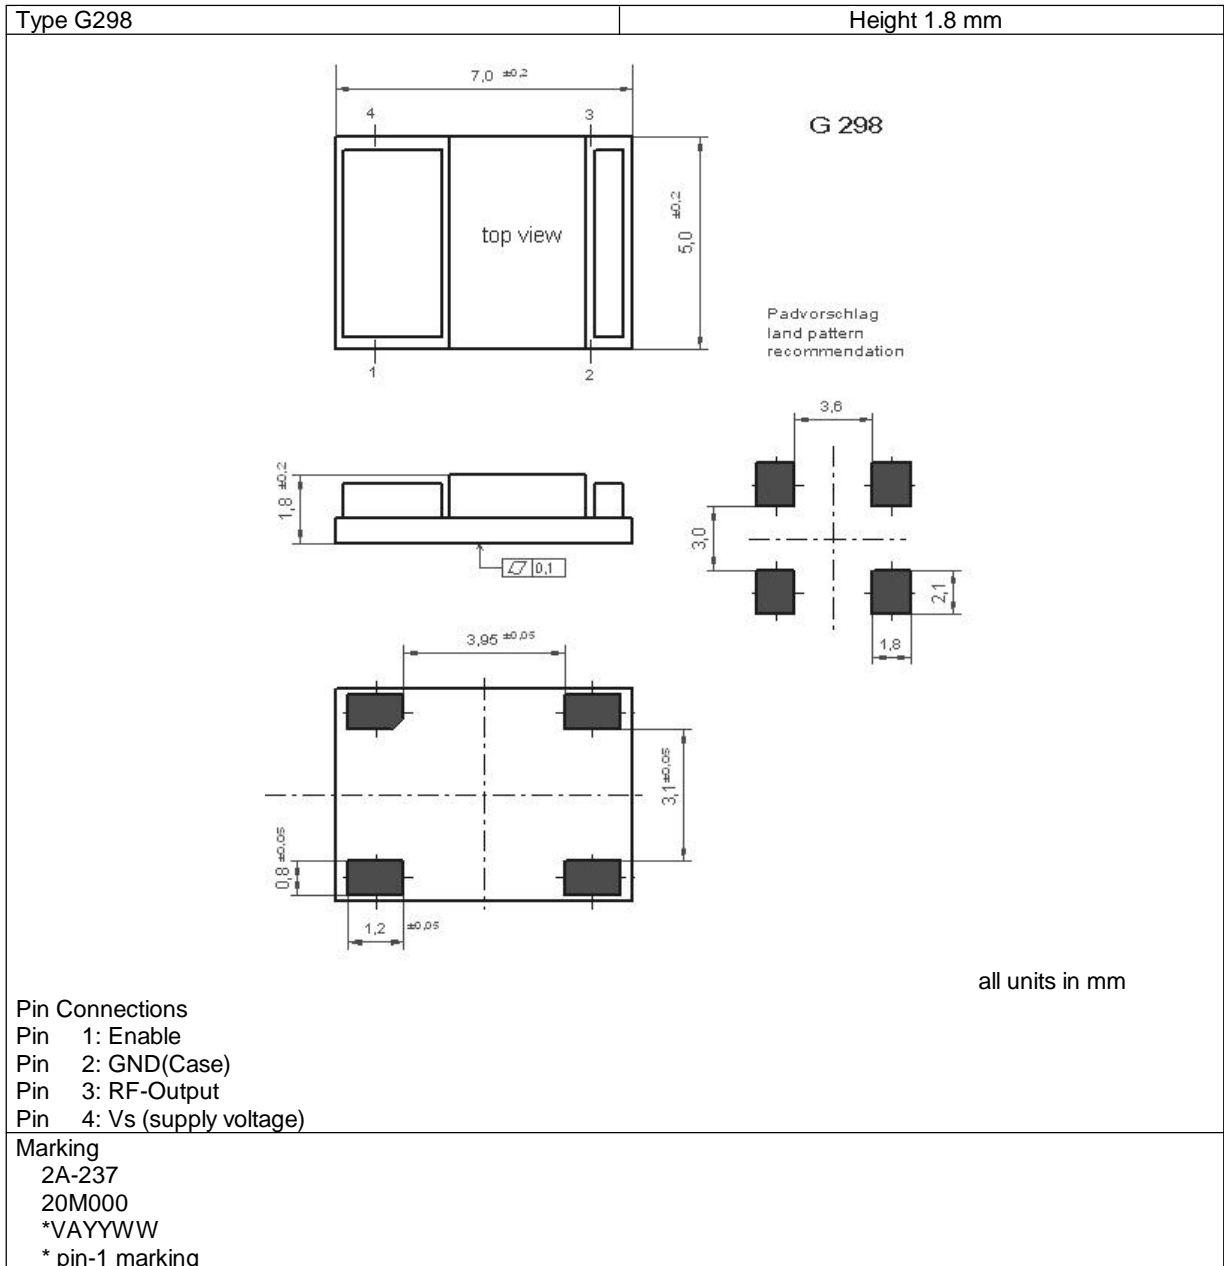 Type G298
Height 1.8 mm
7,0 ±0,2
4
3
G 298
top view
5,0 ±0,2
1
2
Padvorschlag
land pattern
recommendation
3,6
1,8 ±0,2
3,0
0,1
2,1
1,8
3,95 ±0,05
3,1±0,05
0,8 ±0,05
1,2 ±0,05
all units in mm
Pin Connections
Pin 1: Enable
Pin 2: GND(Case)
Pin 3: RF-Output
Pin 4: Vs (supply voltage)
Marking
2A-237
20M000
*VAYYWW
* pin-1 marking